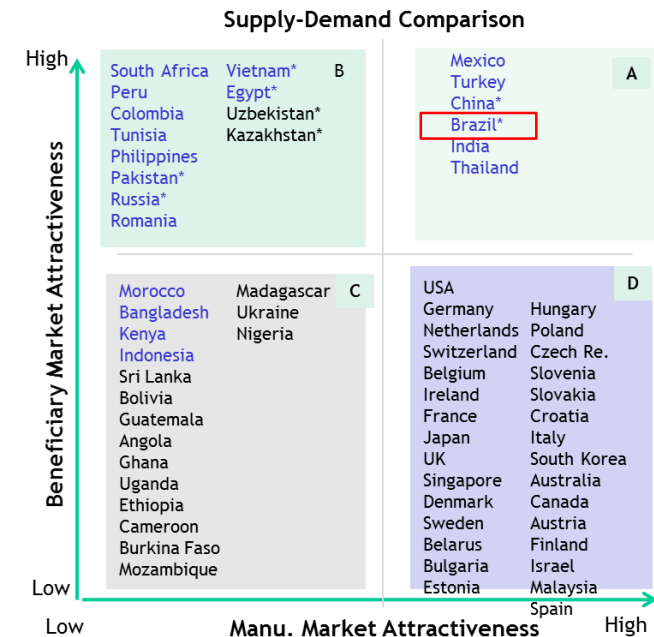 Supply-Demand Comparison
High
Beneficiary Market Attractiveness
B
South Africa
Peru
Colombia
Tunisia
Philippines
Pakistan*
Russia*
Romania
Vietnam*
Egypt*
Uzbekistan*
Kazakhstan*
A
Mexico
Turkey
China*
Brazil*
India
Thailand
C
Morocco
Bangladesh
Kenya
Indonesia
Sri Lanka
Bolivia
Guatemala
Angola
Ghana
Uganda
Ethiopia
Cameroon
Burkina Faso
Mozambique
Madagascar
Ukraine
Nigeria
D
USA
Germany
Netherlands
Switzerland
Belgium
Ireland
France
Japan
UK
Singapore
Denmark
Sweden
Belarus
Bulgaria
Estonia
Hungary
Poland
Czech Re.
Slovenia
Slovakia
Croatia
Italy
South Korea
Australia
Canada
Austria
Finland
Israel
Malaysia
Spain
Low
Low
Manu. Market Attractiveness
High